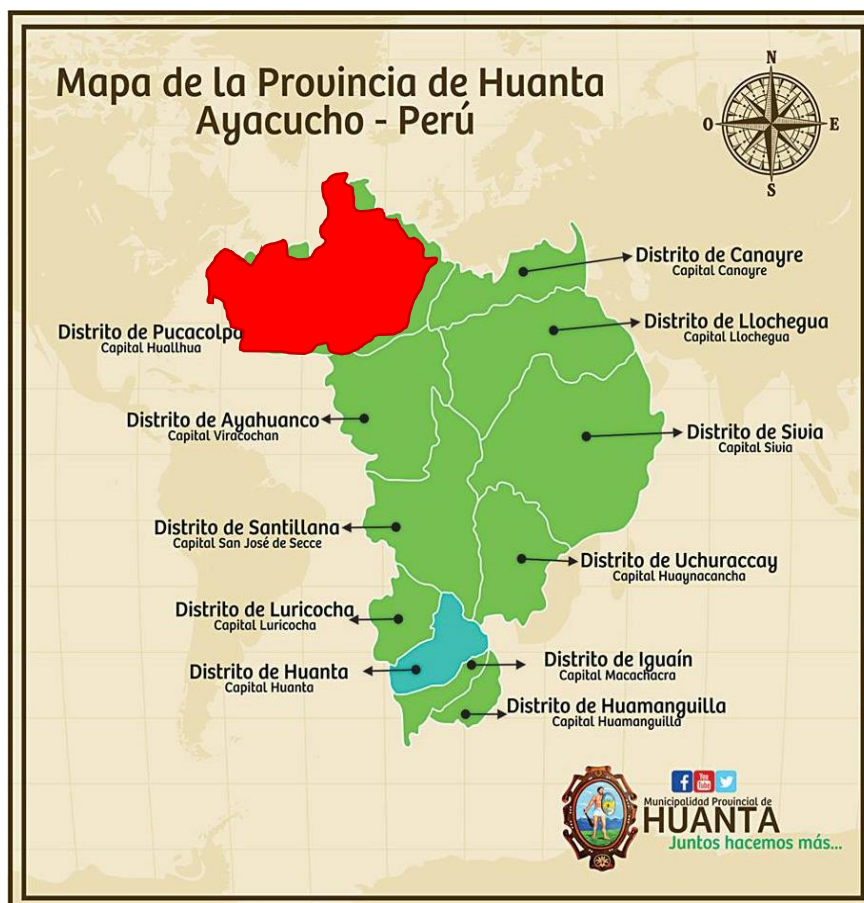 Mapa de la Provincia de Huanta
Ayacucho - Perú
N
O
E
S
Distrito de Canayre
Capital Canayre
Distrito de Llochegua
Capital Llochegua
Distrito de Pucacolpa
Capital Huallhua
Distrito de Ayahuanco
Capital Viracochan
Distrito de Sivia
Capital Sivia
Distrito de Santillana
Capital San José de Secce
Distrito de Uchuraccay
Capital Huaynacancha
Distrito de Luricocha
Capital Luricocha
Distrito de Huanta
Capital Huanta
Distrito de Iguaín
Capital Macachacra
Distrito de Huamanguilla
Capital Huamanguilla
You Tube
Municipalidad Provincial de
HUANTA
Juntos hacemos más...